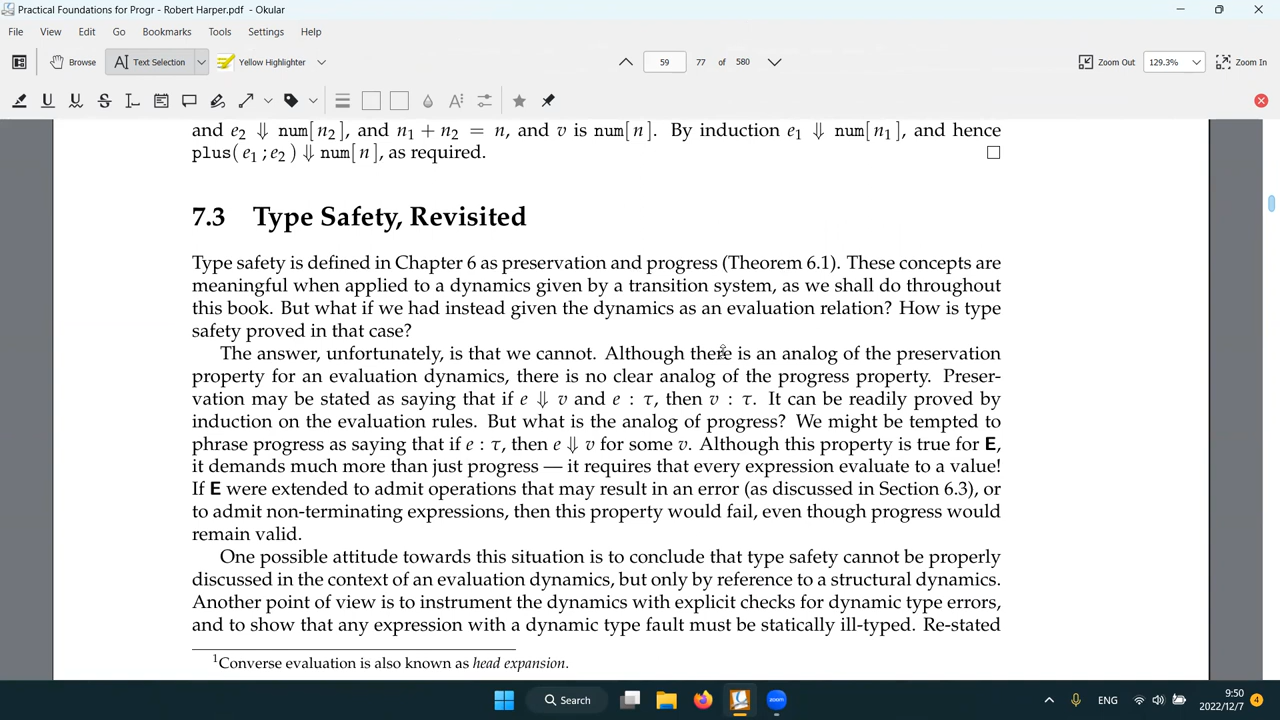 Practical Foundations for Progr - Robert Harper.pdf - Okular
File View Edit Go Bookmarks Tools Settings Help
Browse Text Selection Yellow Highlighter 59 77 of 580 Zoom Out 129.3% Zoom In
and e₂ ⇓ num[n₂], and n₁ + n₂ = n, and v is num[n]. By induction e₁ ⇓ num[n₁], and hence
plus(e₁;e₂) ⇓ num[n], as required. □
7.3 Type Safety, Revisited
Type safety is defined in Chapter 6 as preservation and progress (Theorem 6.1). These concepts are
meaningful when applied to a dynamics given by a transition system, as we shall do throughout
this book. But what if we had instead given the dynamics as an evaluation relation? How is type
safety proved in that case?
The answer, unfortunately, is that we cannot. Although there is an analog of the preservation
property for an evaluation dynamics, there is no clear analog of the progress property. Preser-
vation may be stated as saying that if e ⇓ v and e : τ, then v : τ. It can be readily proved by
induction on the evaluation rules. But what is the analog of progress? We might be tempted to
phrase progress as saying that if e : τ, then e ⇓ v for some v. Although this property is true for E,
it demands much more than just progress — it requires that every expression evaluate to a value!
If E were extended to admit operations that may result in an error (as discussed in Section 6.3), or
to admit non-terminating expressions, then this property would fail, even though progress would
remain valid.
One possible attitude towards this situation is to conclude that type safety cannot be properly
discussed in the context of an evaluation dynamics, but only by reference to a structural dynamics.
Another point of view is to instrument the dynamics with explicit checks for dynamic type errors,
and to show that any expression with a dynamic type fault must be statically ill-typed. Re-stated
¹Converse evaluation is also known as head expansion.
Search zoom ENG 9:50
2022/12/7 4